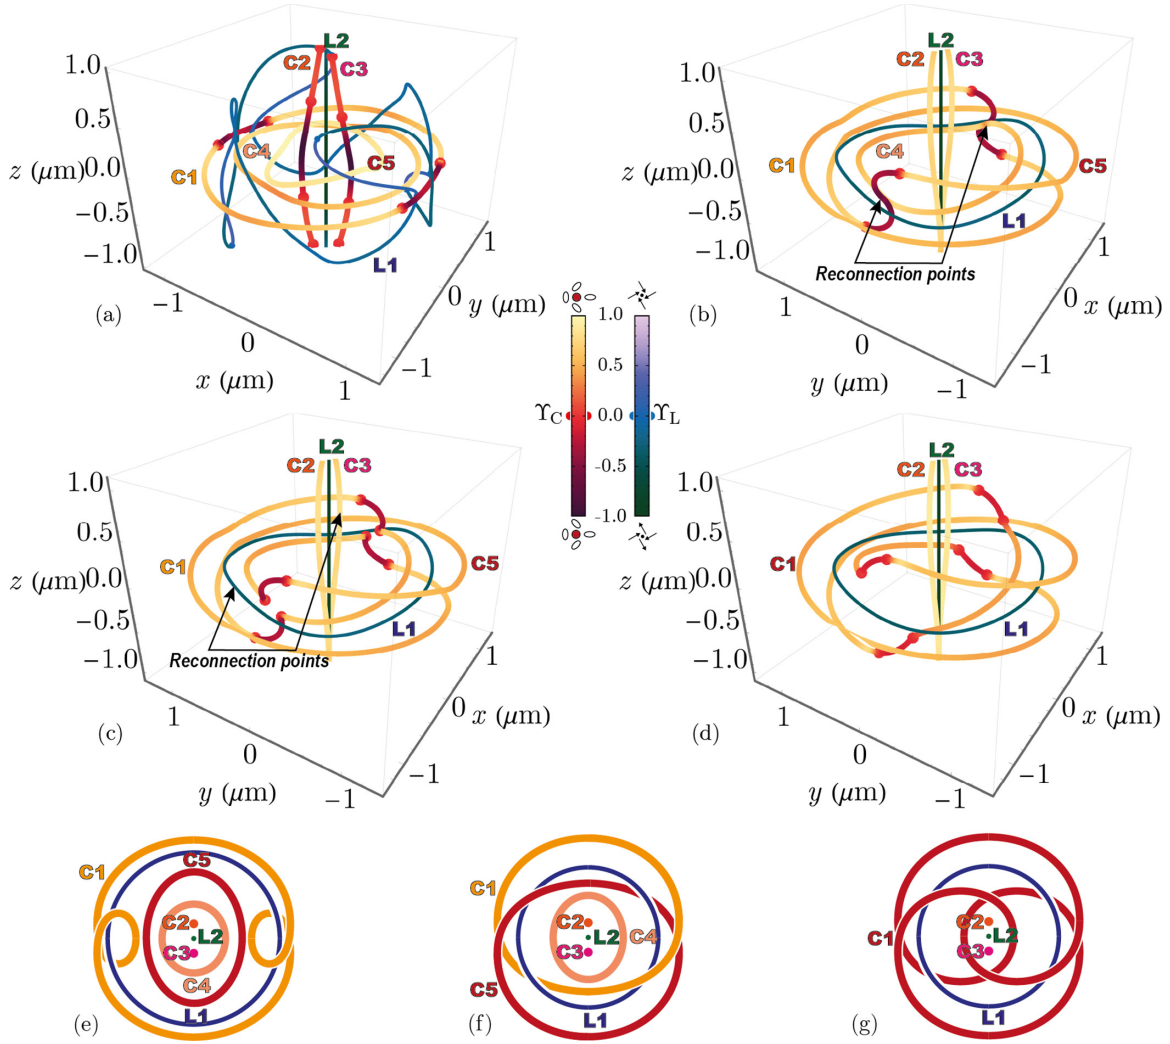 L2
C2 C3
1.0
0.5
0.0
−0.5
−1.0
z (μm)
C4
C5
C1
L1
−1
0
1
x (μm)
1
0
−1
y (μm)
(a)
L2
C2 C3
1.0
0.5
0.0
−0.5
−1.0
z (μm)
C1
C4
C5
L1
Reconnection points
1
0
−1
y (μm)
1
0
−1
x (μm)
(b)
1.0
0.5
ϒC 0.0 ϒL
-0.5
-1.0
L2
C2 C3
1.0
0.5
0.0
−0.5
−1.0
z (μm)
C1
C5
L1
Reconnection points
1
0
−1
y (μm)
1
0
−1
x (μm)
(c)
L2
C2 C3
1.0
0.5
0.0
−0.5
−1.0
z (μm)
C1
L1
1
0
−1
y (μm)
1
0
−1
x (μm)
(d)
C1
C5
C2
L2
C3
C4
L1
(e)
C1
C2
L2 C4
C3
C5
L1
(f)
C2
C1
L2
C3
L1
(g)